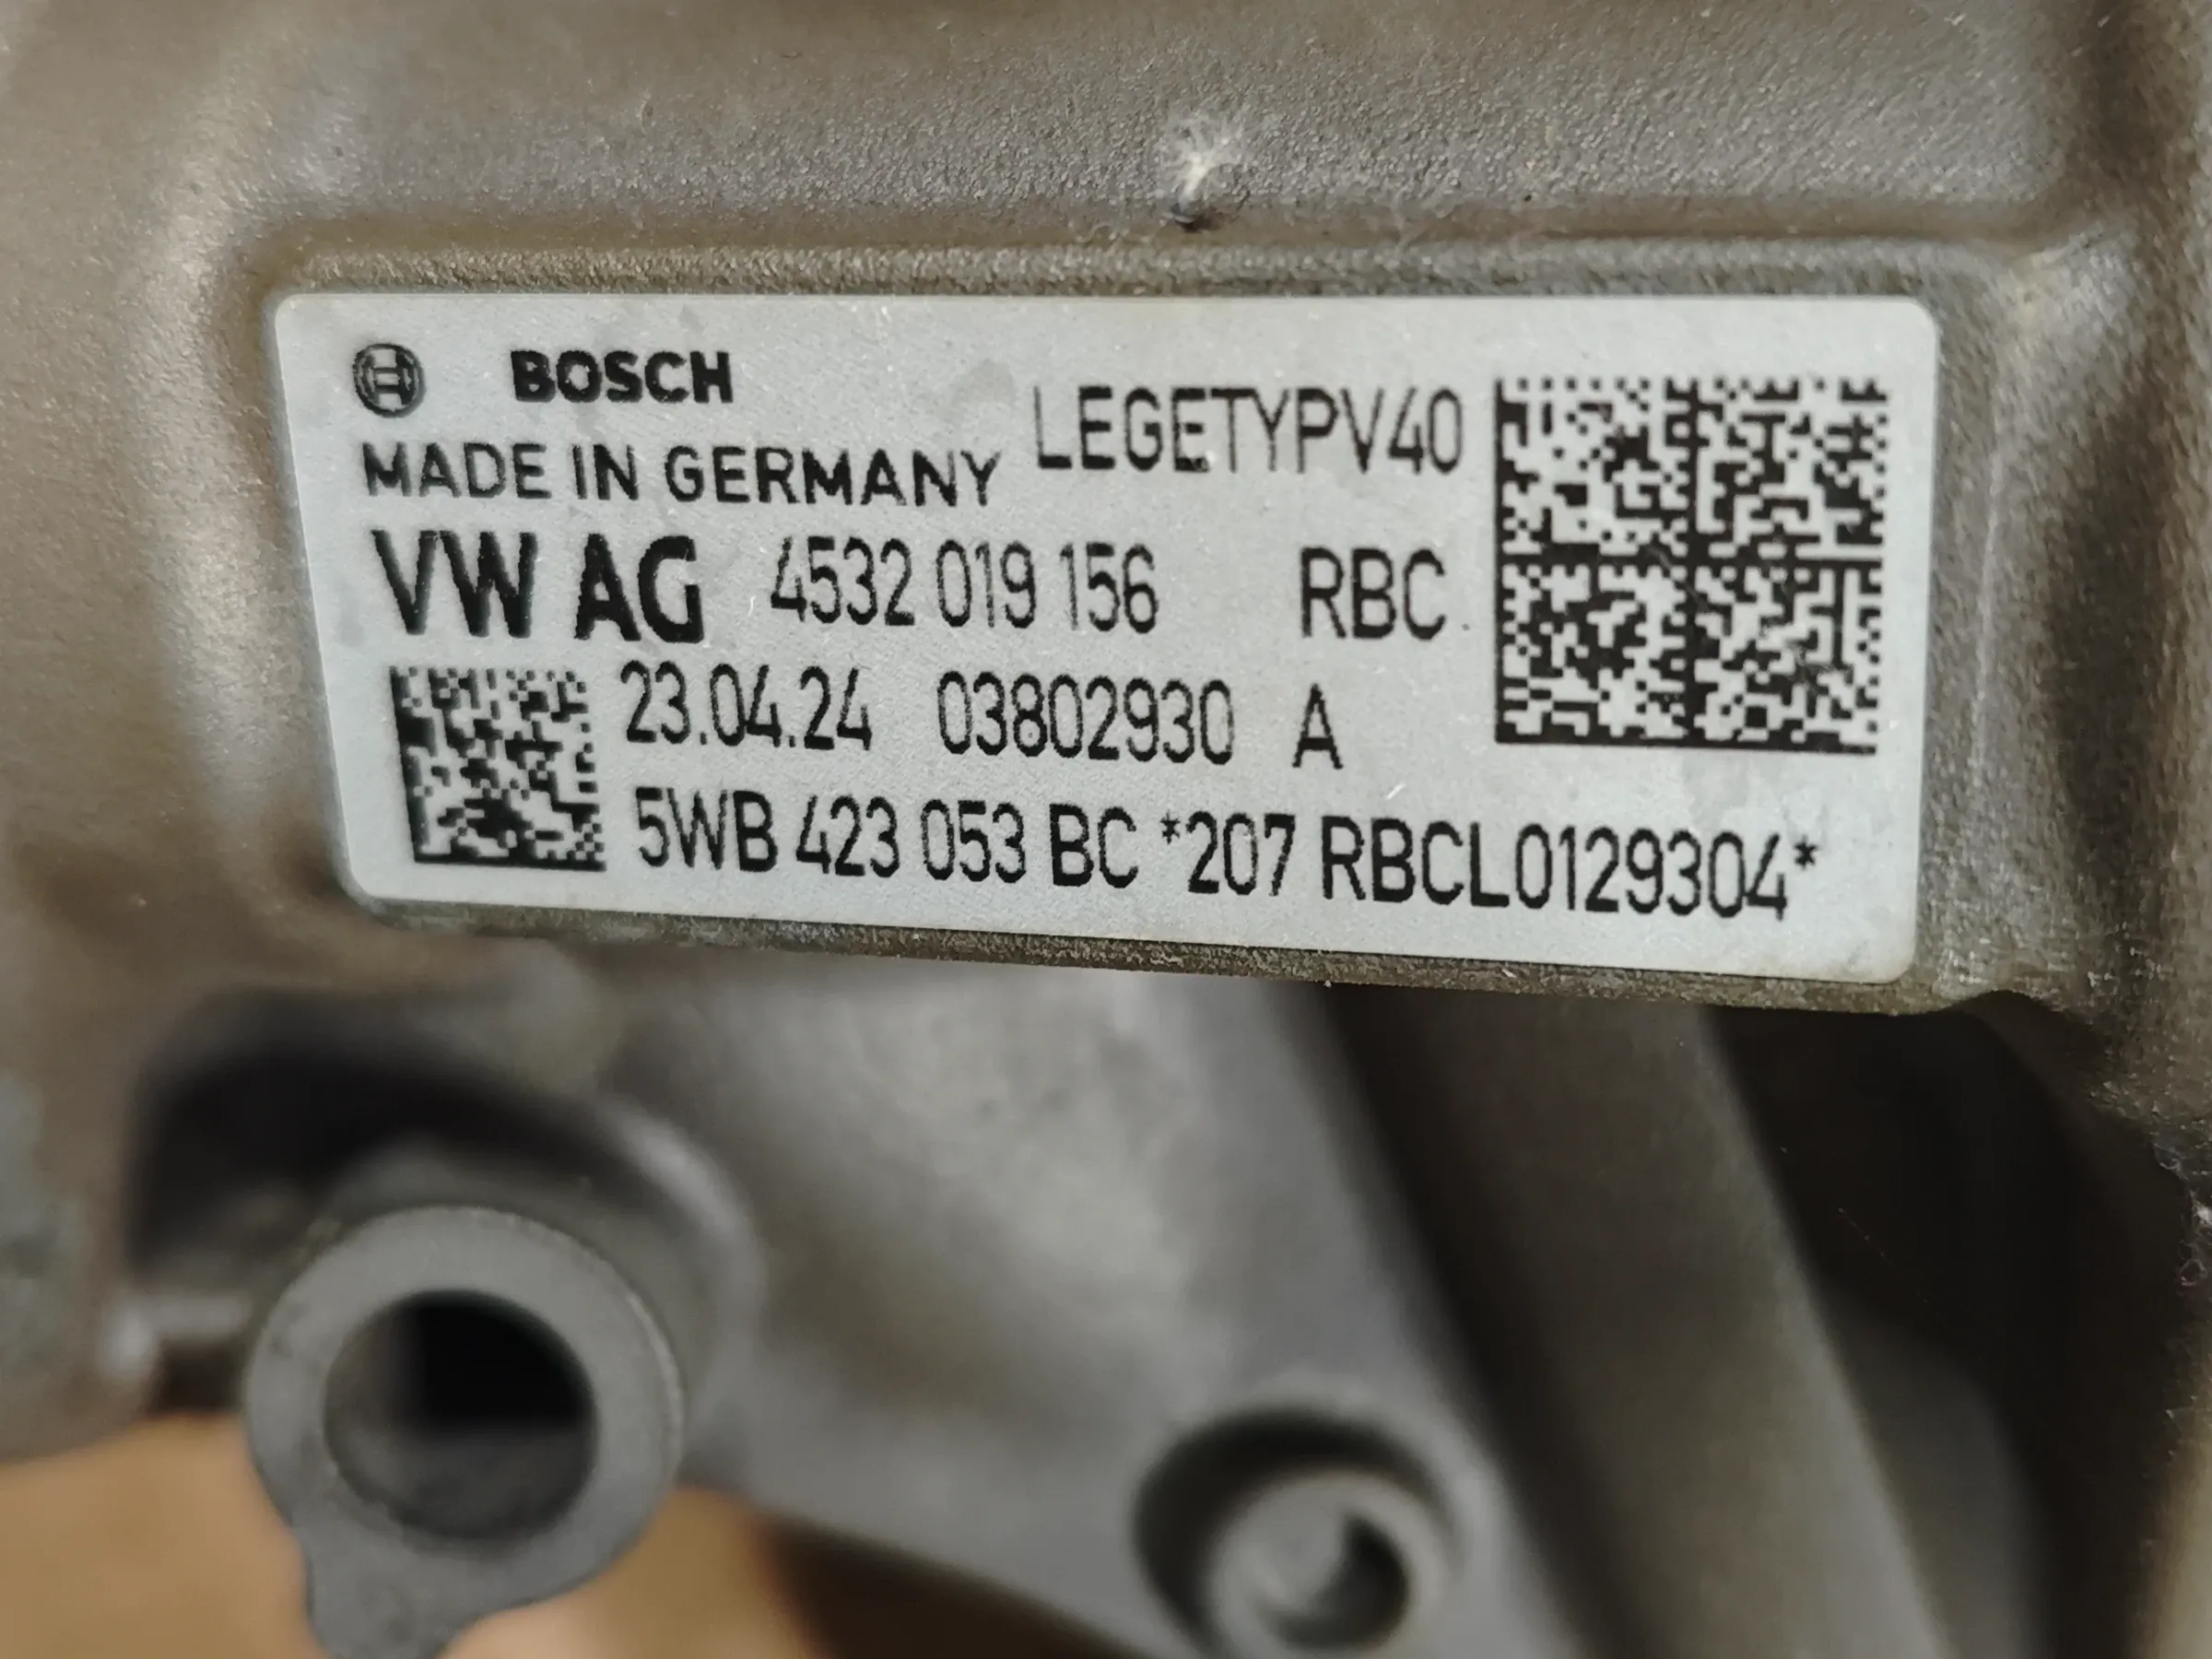 BOSCH
MADE IN GERMANY LEGETYPV40
VW AG 4532 019 156 RBC
23.04.24 03802930 A
5WB 423 053 BC *207 RBCL0129304*